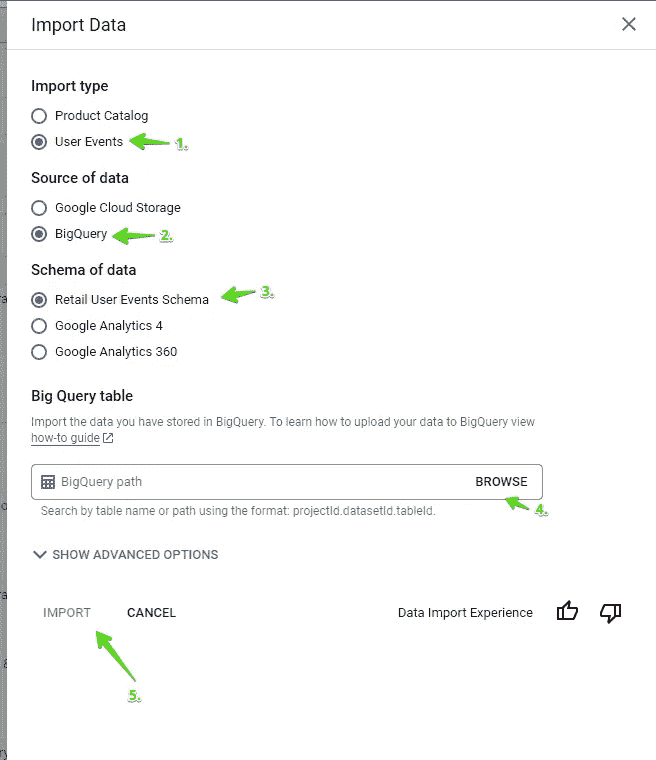 Import Data
Import type
Product Catalog
User Events 1.
Source of data
Google Cloud Storage
BigQuery 2.
Schema of data
Retail User Events Schema 3.
Google Analytics 4
Google Analytics 360
Big Query table
Import the data you have stored in BigQuery. To learn how to upload your data to BigQuery view
how-to guide
BigQuery path BROWSE
Search by table name or path using the format: projectId.datasetId.tableId. 4.
SHOW ADVANCED OPTIONS
IMPORT CANCEL Data Import Experience
5.